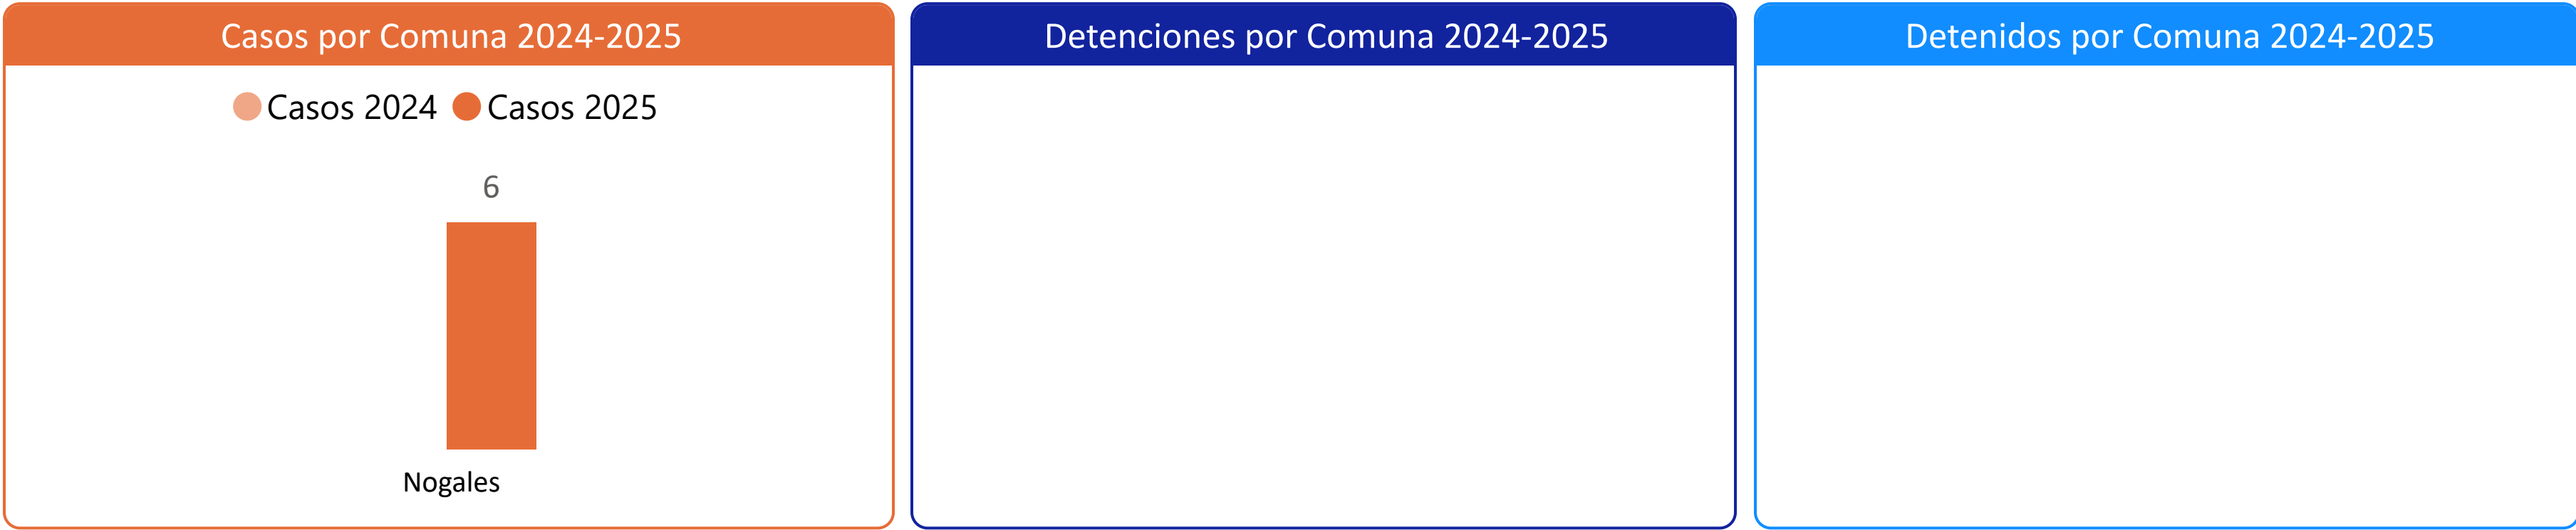 Casos por Comuna 2024-2025
Casos 2024 Casos 2025
6
Nogales
Detenciones por Comuna 2024-2025
Detenidos por Comuna 2024-2025